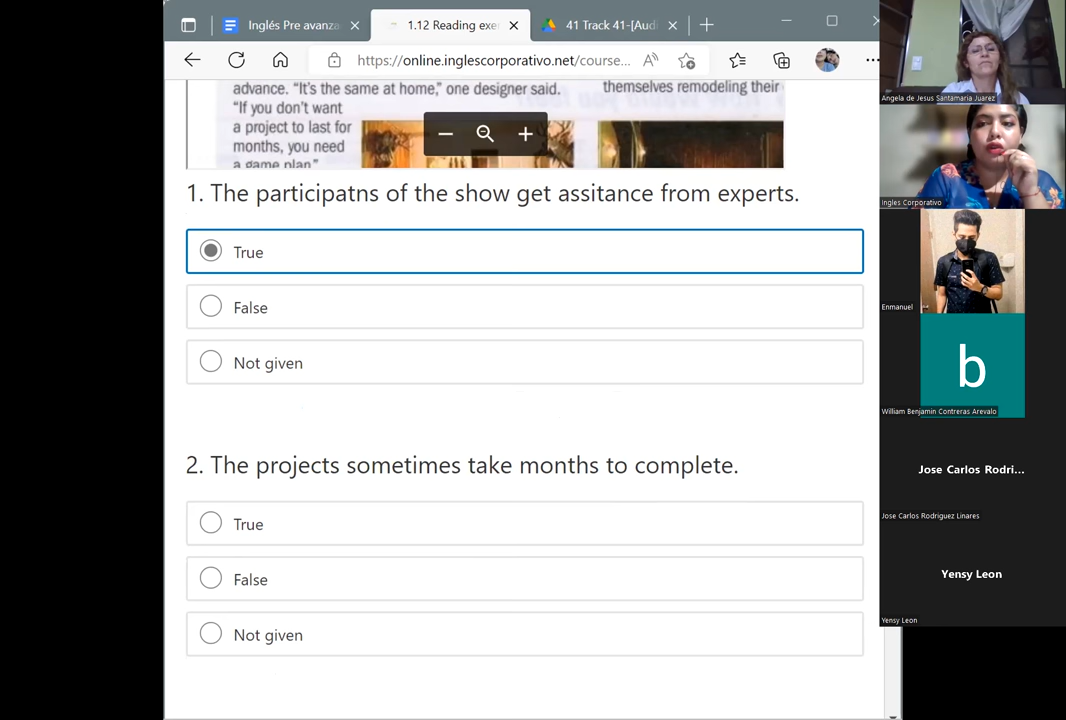 Inglés Pre avanza
1.12 Reading exe
41 Track 41-[Aud
https://online.inglescorporativo.net/course...
advance. "It's the same at home," one designer said.
"If you don't want
a project to last for
months, you need
a game plan"
themselves remodeling their
1. The participatns of the show get assitance from experts.
True
False
Not given
2. The projects sometimes take months to complete.
True
False
Not given
Angela de Jesus Santamaria Juarez
Ingles Corporativo
Enmanuel
b
William Benjamin Contreras Arevalo
Jose Carlos Rodri...
Jose Carlos Rodriguez Linares
Yensy Leon
Yensy Leon